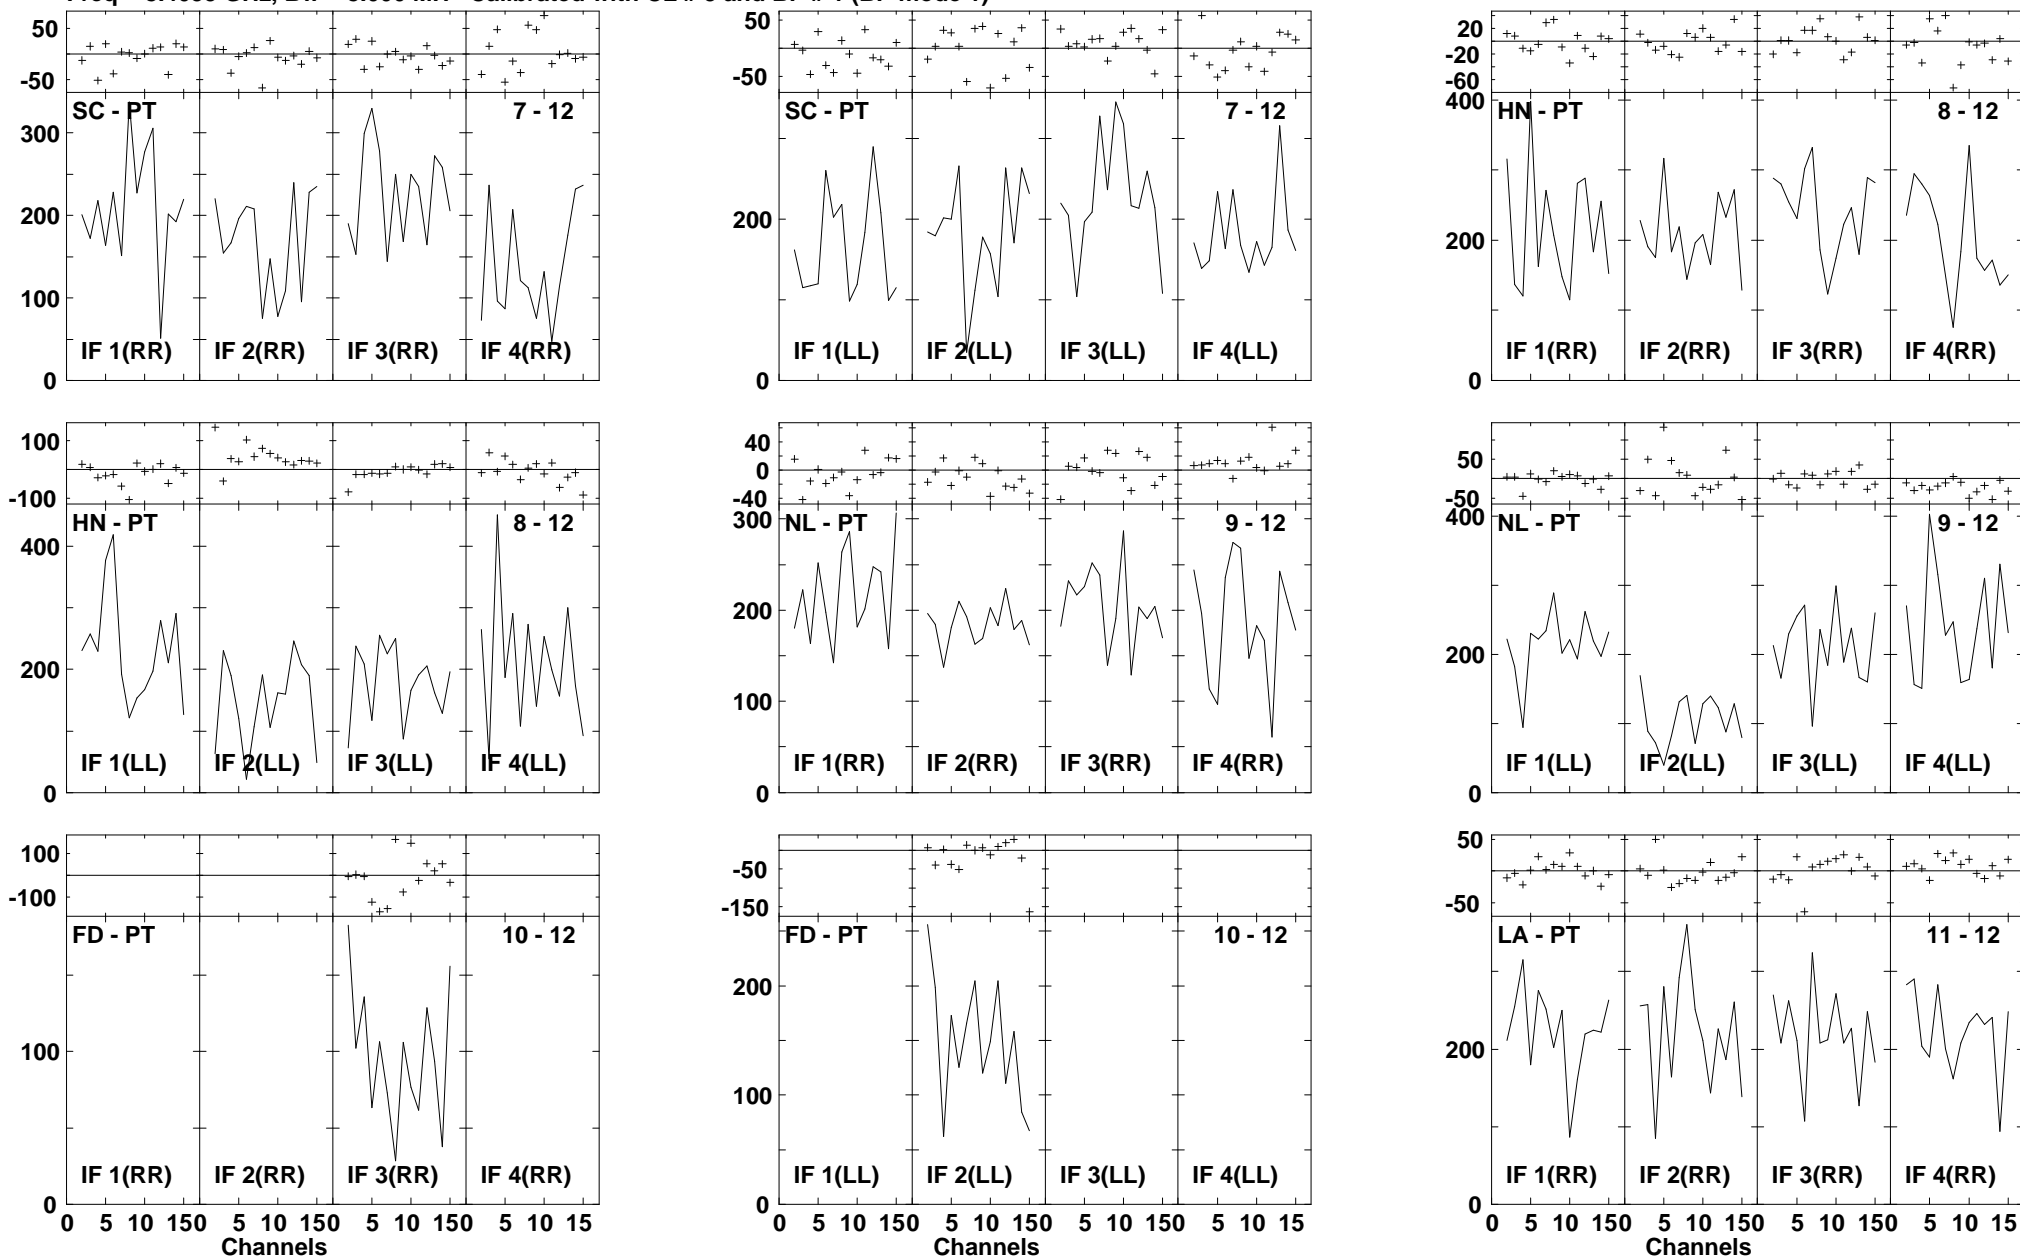 50 50 20
0 0 0 -20
-50 -50 -60
SC - PT 7 - 12 SC - PT 7 - 12 HN - PT 8 - 12
400
300
200 200 200
100
IF 1(RR) IF 2(RR) IF 3(RR) IF 4(RR) IF 1(LL) IF 2(LL) IF 3(LL) IF 4(LL) IF 1(RR) IF 2(RR) IF 3(RR) IF 4(RR)
0 0 0
100 40 50
0 0 0
-100 -40 -50
HN - PT 8 - 12 NL - PT 9 - 12 NL - PT 9 - 12
400 300 400
200 200 200
100
IF 1(LL) IF 2(LL) IF 3(LL) IF 4(LL) IF 1(RR) IF 2(RR) IF 3(RR) IF 4(RR) IF 1(LL) IF 2(LL) IF 3(LL) IF 4(LL)
0 0 0
100 -50 50
0 0
-100 -150 -50
FD - PT 10 - 12 FD - PT 10 - 12 LA - PT 11 - 12
200 200
100 100
IF 1(RR) IF 2(RR) IF 3(RR) IF 4(RR) IF 1(LL) IF 2(LL) IF 3(LL) IF 4(LL) IF 1(RR) IF 2(RR) IF 3(RR) IF 4(RR)
0 0 0
0 5 10 150 5 10 150 5 10 150 5 10 15 0 5 10 150 5 10 150 5 10 150 5 10 15 0 5 10 150 5 10 150 5 10 150 5 10 15
Channels Channels Channels